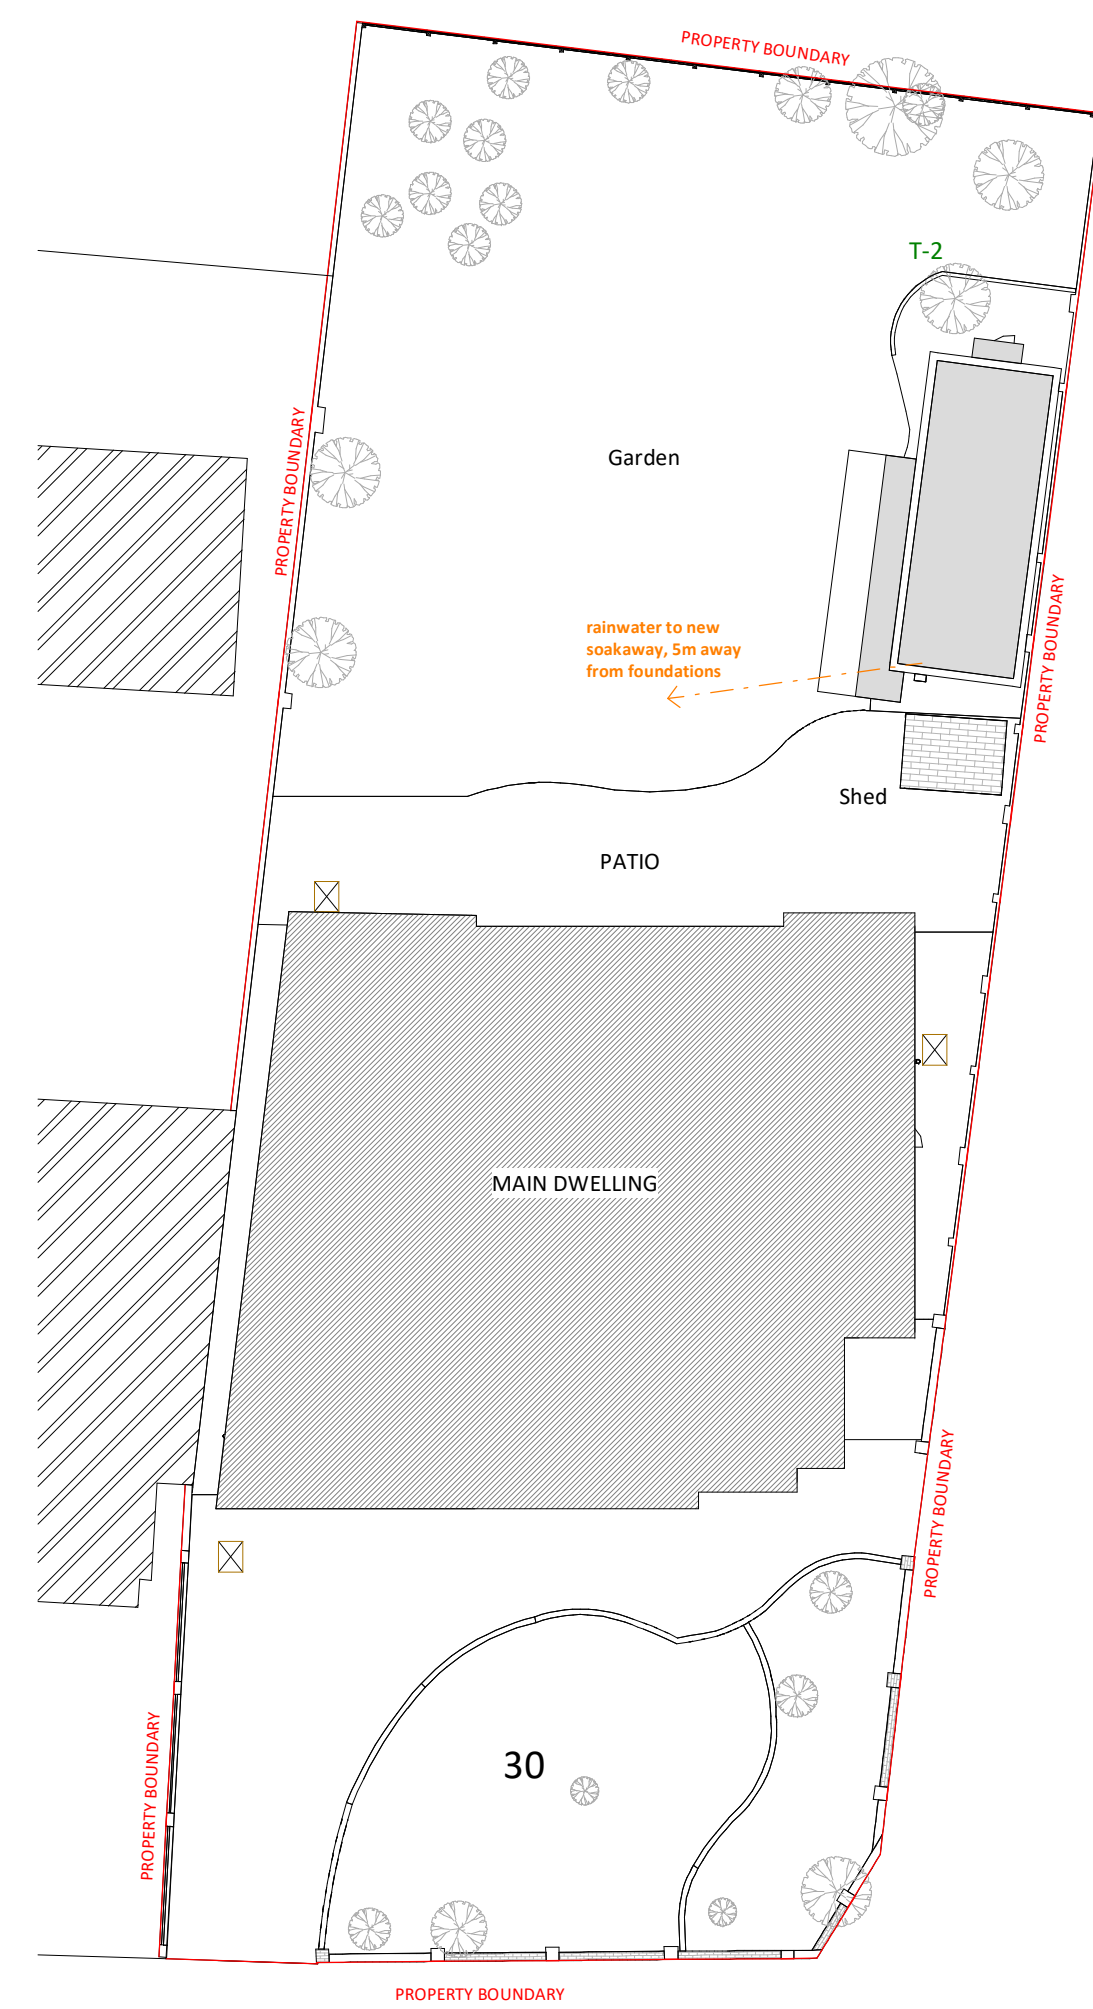 PROPERTY BOUNDARY
T-2
PROPERTY BOUNDARY
Garden
PROPERTY BOUNDARY
rainwater to new
soakaway, 5m away
from foundations
Shed
PATIO
MAIN DWELLING
PROPERTY BOUNDARY
PROPERTY BOUNDARY
30
PROPERTY BOUNDARY